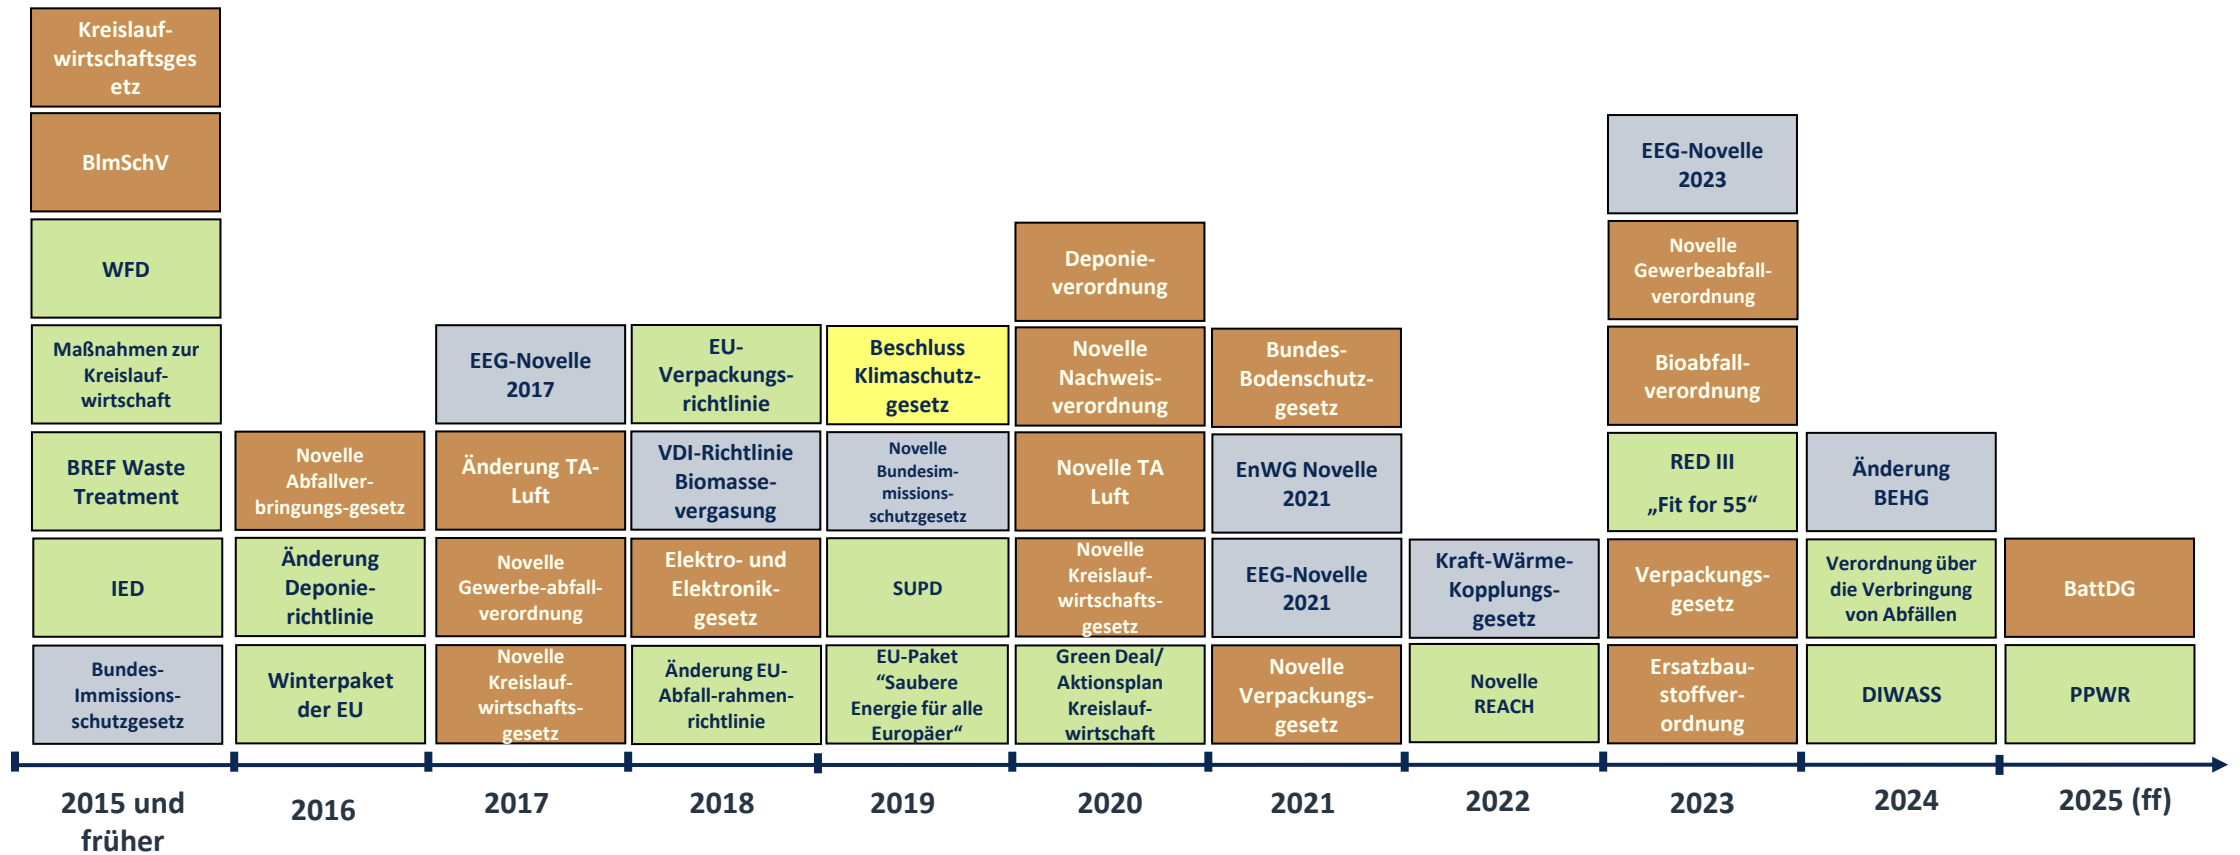 Kreislauf-
wirtschaftsges
etz
BlmSchV
WFD
Maßnahmen zur
Kreislauf-
wirtschaft
BREF Waste
Treatment
IED
Bundes-
Immissions-
schutzgesetz
2015 und
früher
Novelle
Abfallver-
bringungs-gesetz
Änderung
Deponie-
richtlinie
Winterpaket
der EU
2016
EEG-Novelle
2017
Änderung TA-
Luft
Novelle
Gewerbe-abfall-
verordnung
Novelle
Kreislauf-
wirtschafts-
gesetz
2017
EU-
Verpackungs-
richtlinie
VDI-Richtlinie
Biomasse-
vergasung
Elektro- und
Elektronik-
gesetz
Änderung EU-
Abfall-rahmen-
richtlinie
2018
Beschluss
Klimaschutz-
gesetz
Novelle
Bundesim-
missions-
schutzgesetz
SUPD
EU-Paket
“Saubere
Energie für alle
Europäer“
2019
Deponie-
verordnung
Novelle
Nachweis-
verordnung
Novelle TA
Luft
Novelle
Kreislauf-
wirtschafts-
gesetz
Green Deal/
Aktionsplan
Kreislauf-
wirtschaft
2020
Bundes-
Bodenschutz-
gesetz
EnWG Novelle
2021
EEG-Novelle
2021
Novelle
Verpackungs-
gesetz
2021
Kraft-Wärme-
Kopplungs-
gesetz
Novelle
REACH
2022
EEG-Novelle
2023
Novelle
Gewerbeabfall-
verordnung
Bioabfall-
verordnung
RED III
„Fit for 55“
Verpackungs-
gesetz
Ersatzbau-
stoffver-
ordnung
2023
Änderung
BEHG
Verordnung über
die Verbringung
von Abfällen
DIWASS
2024
BattDG
PPWR
2025 (ff)